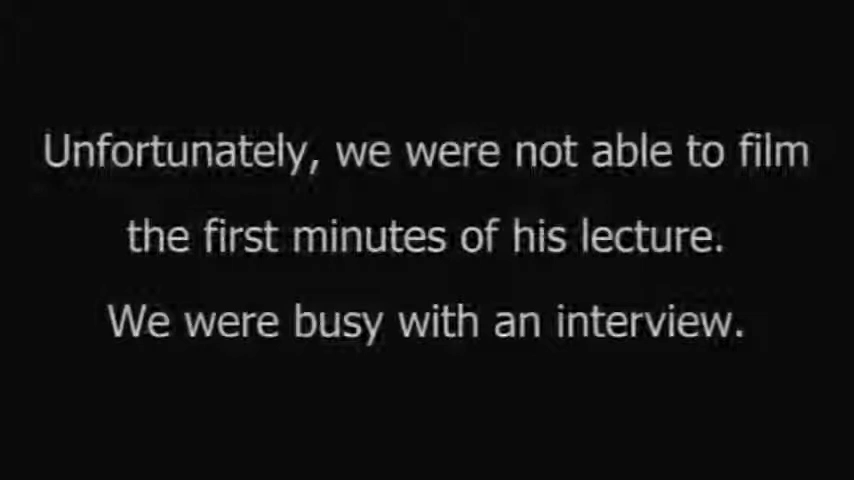 Unfortunately, we were not able to film
the first minutes of his lecture.
We were busy with an interview.